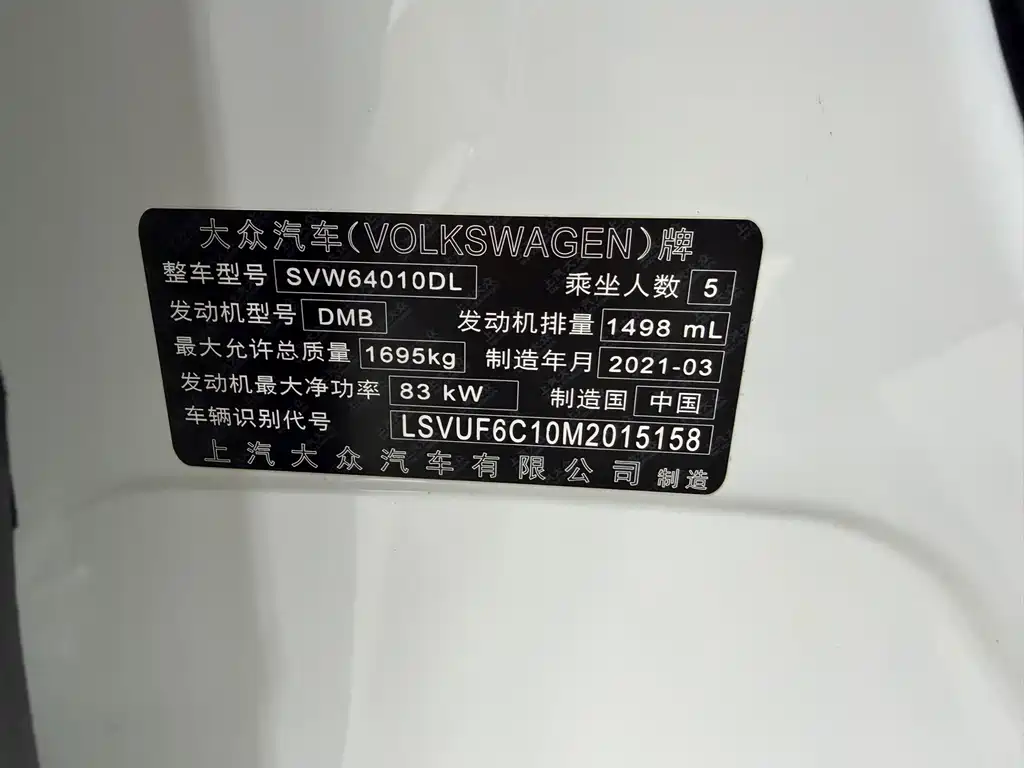 大众汽车(VOLKSWAGEN)牌
整车型号 SVW64010DL 乘坐人数 5
发动机型号 DMB 发动机排量 1498 mL
最大允许总质量 1695kg 制造年月 2021-03
发动机最大净功率 83 kW 制造国 中国
车辆识别代号 LSVUF6C10M2015158
上汽大众汽车有限公司 制造